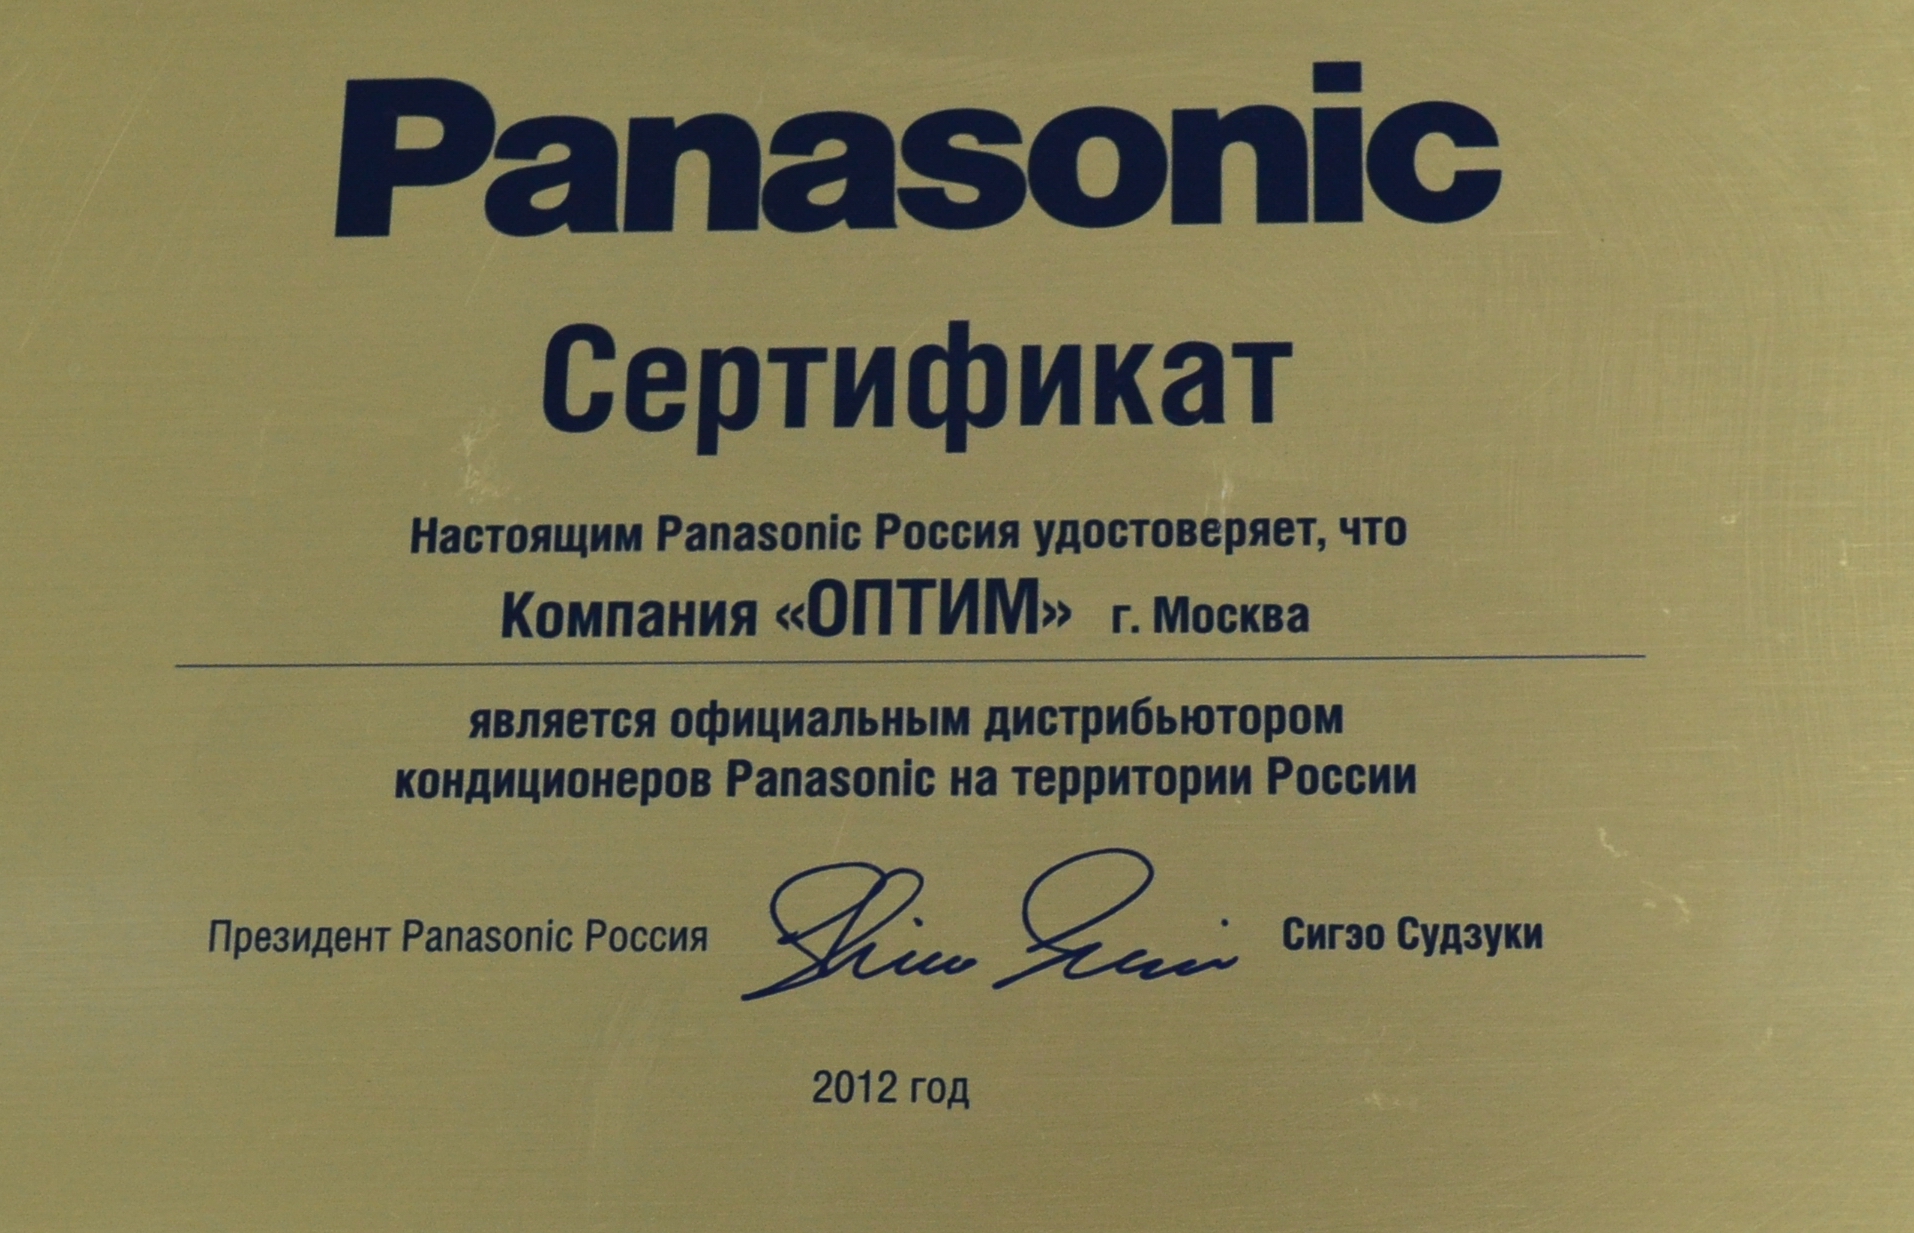 Panasonic
Сертификат
Настоящим Panasonic Россия удостоверяет, что
Компания «ОПТИМ» г. Москва
является официальным дистрибьютором
кондиционеров Panasonic на территории России
Президент Panasonic Россия Сигэо Судзуки
2012 год